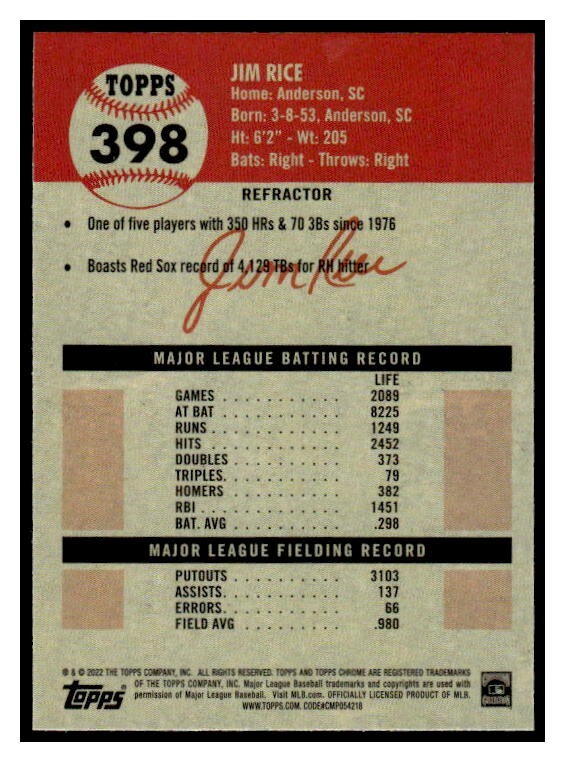 TOPPS
398
JIM RICE
Home: Anderson, SC
Born: 3-8-53, Anderson, SC
Ht: 6'2" - Wt: 205
Bats: Right - Throws: Right
REFRACTOR
• One of five players with 350 HRs & 70 3Bs since 1976
• Boasts Red Sox record of 4,129 TBs for RH hitter
Jim Rice
MAJOR LEAGUE BATTING RECORD
LIFE
GAMES . . . . . . . . . . . 2089
AT BAT . . . . . . . . . . . 8225
RUNS . . . . . . . . . . . 1249
HITS . . . . . . . . . . . 2452
DOUBLES . . . . . . . . . . 373
TRIPLES. . . . . . . . . . . 79
HOMERS . . . . . . . . . . 382
RBI . . . . . . . . . . . 1451
BAT. AVG . . . . . . . . . . .298
MAJOR LEAGUE FIELDING RECORD
PUTOUTS . . . . . . . . . . 3103
ASSISTS. . . . . . . . . . . 137
ERRORS. . . . . . . . . . . 66
FIELD AVG . . . . . . . . . .980
® & © 2022 THE TOPPS COMPANY, INC. ALL RIGHTS RESERVED. TOPPS AND TOPPS CHROME ARE REGISTERED TRADEMARKS
OF THE TOPPS COMPANY, INC. Major League Baseball trademarks and copyrights are used with
permission of Major League Baseball. Visit MLB.com. OFFICIALLY LICENSED PRODUCT OF MLB.
WWW.TOPPS.COM. CODE#CMP054218
Topps